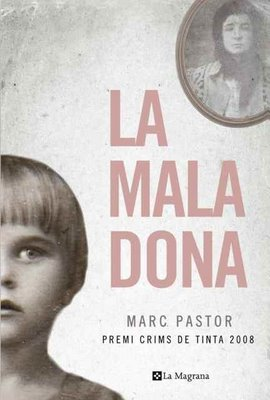 LA
MALA
DONA
MARC PASTOR
PREMI CRIMS DE TINTA 2008
La Magrana